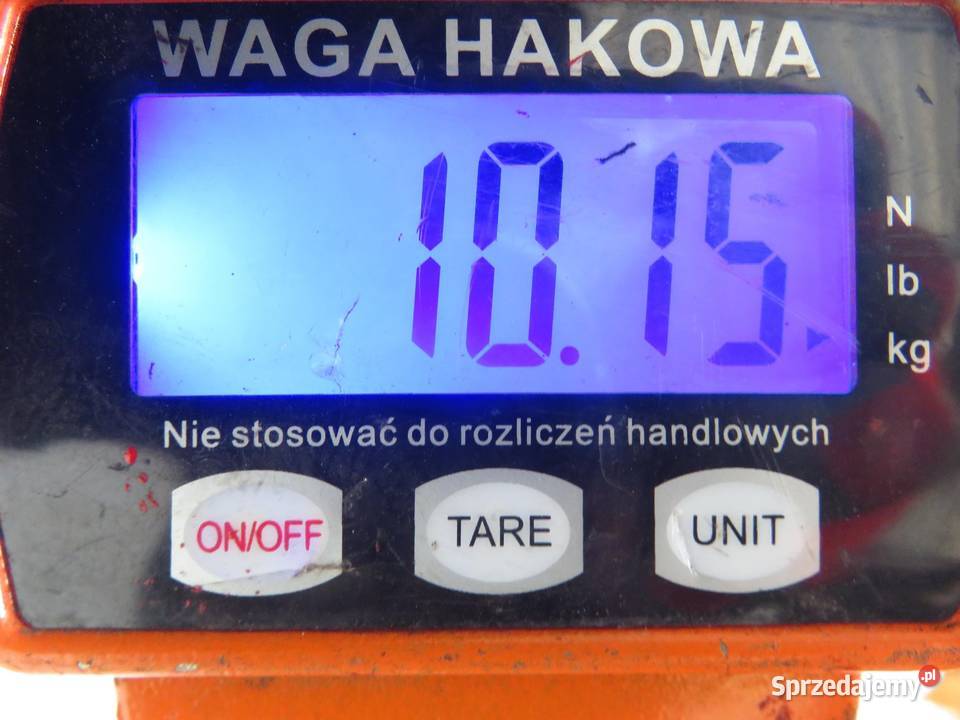 WAGA HAKOWA
10.15
N
lb
kg
Nie stosować do rozliczeń handlowych
ON/OFF TARE UNIT
Sprzedajemy.pl